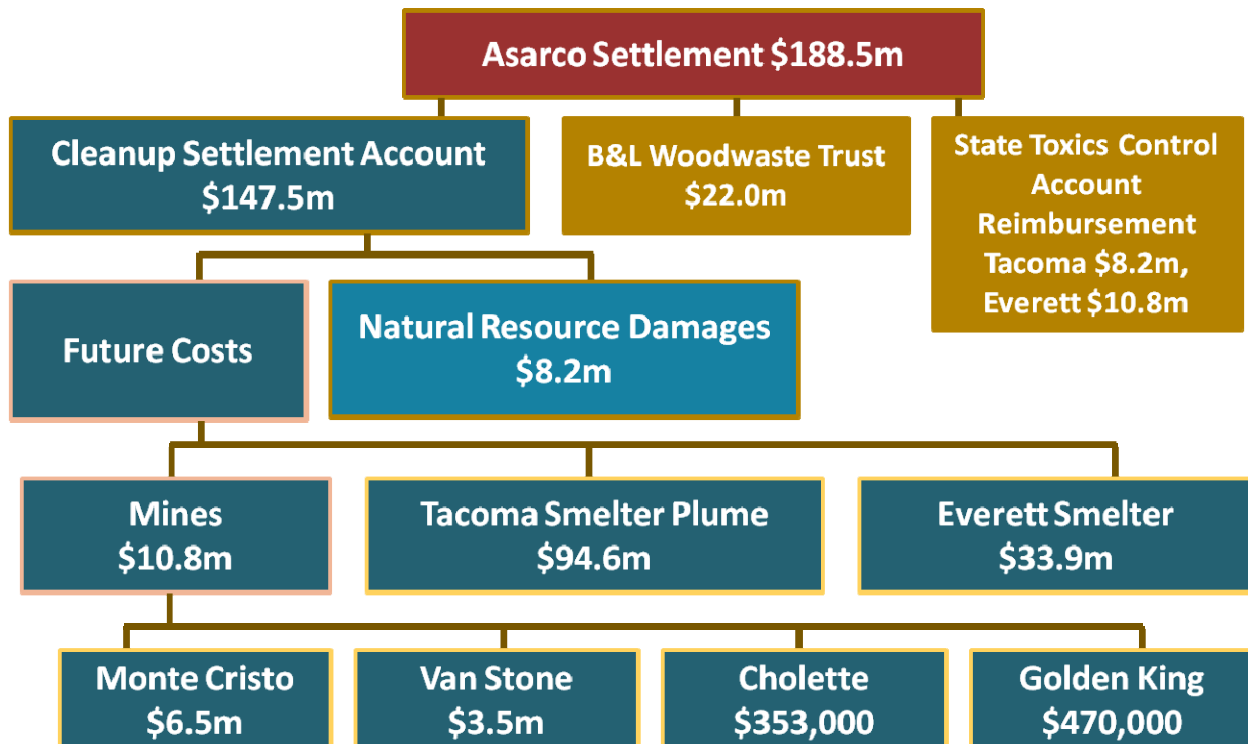 Asarco Settlement $188.5m
Cleanup Settlement Account
$147.5m
B&L Woodwaste Trust
$22.0m
State Toxics Control
Account
Reimbursement
Tacoma $8.2m,
Everett $10.8m
Future Costs
Natural Resource Damages
$8.2m
Mines
$10.8m
Tacoma Smelter Plume
$94.6m
Everett Smelter
$33.9m
Monte Cristo
$6.5m
Van Stone
$3.5m
Cholette
$353,000
Golden King
$470,000